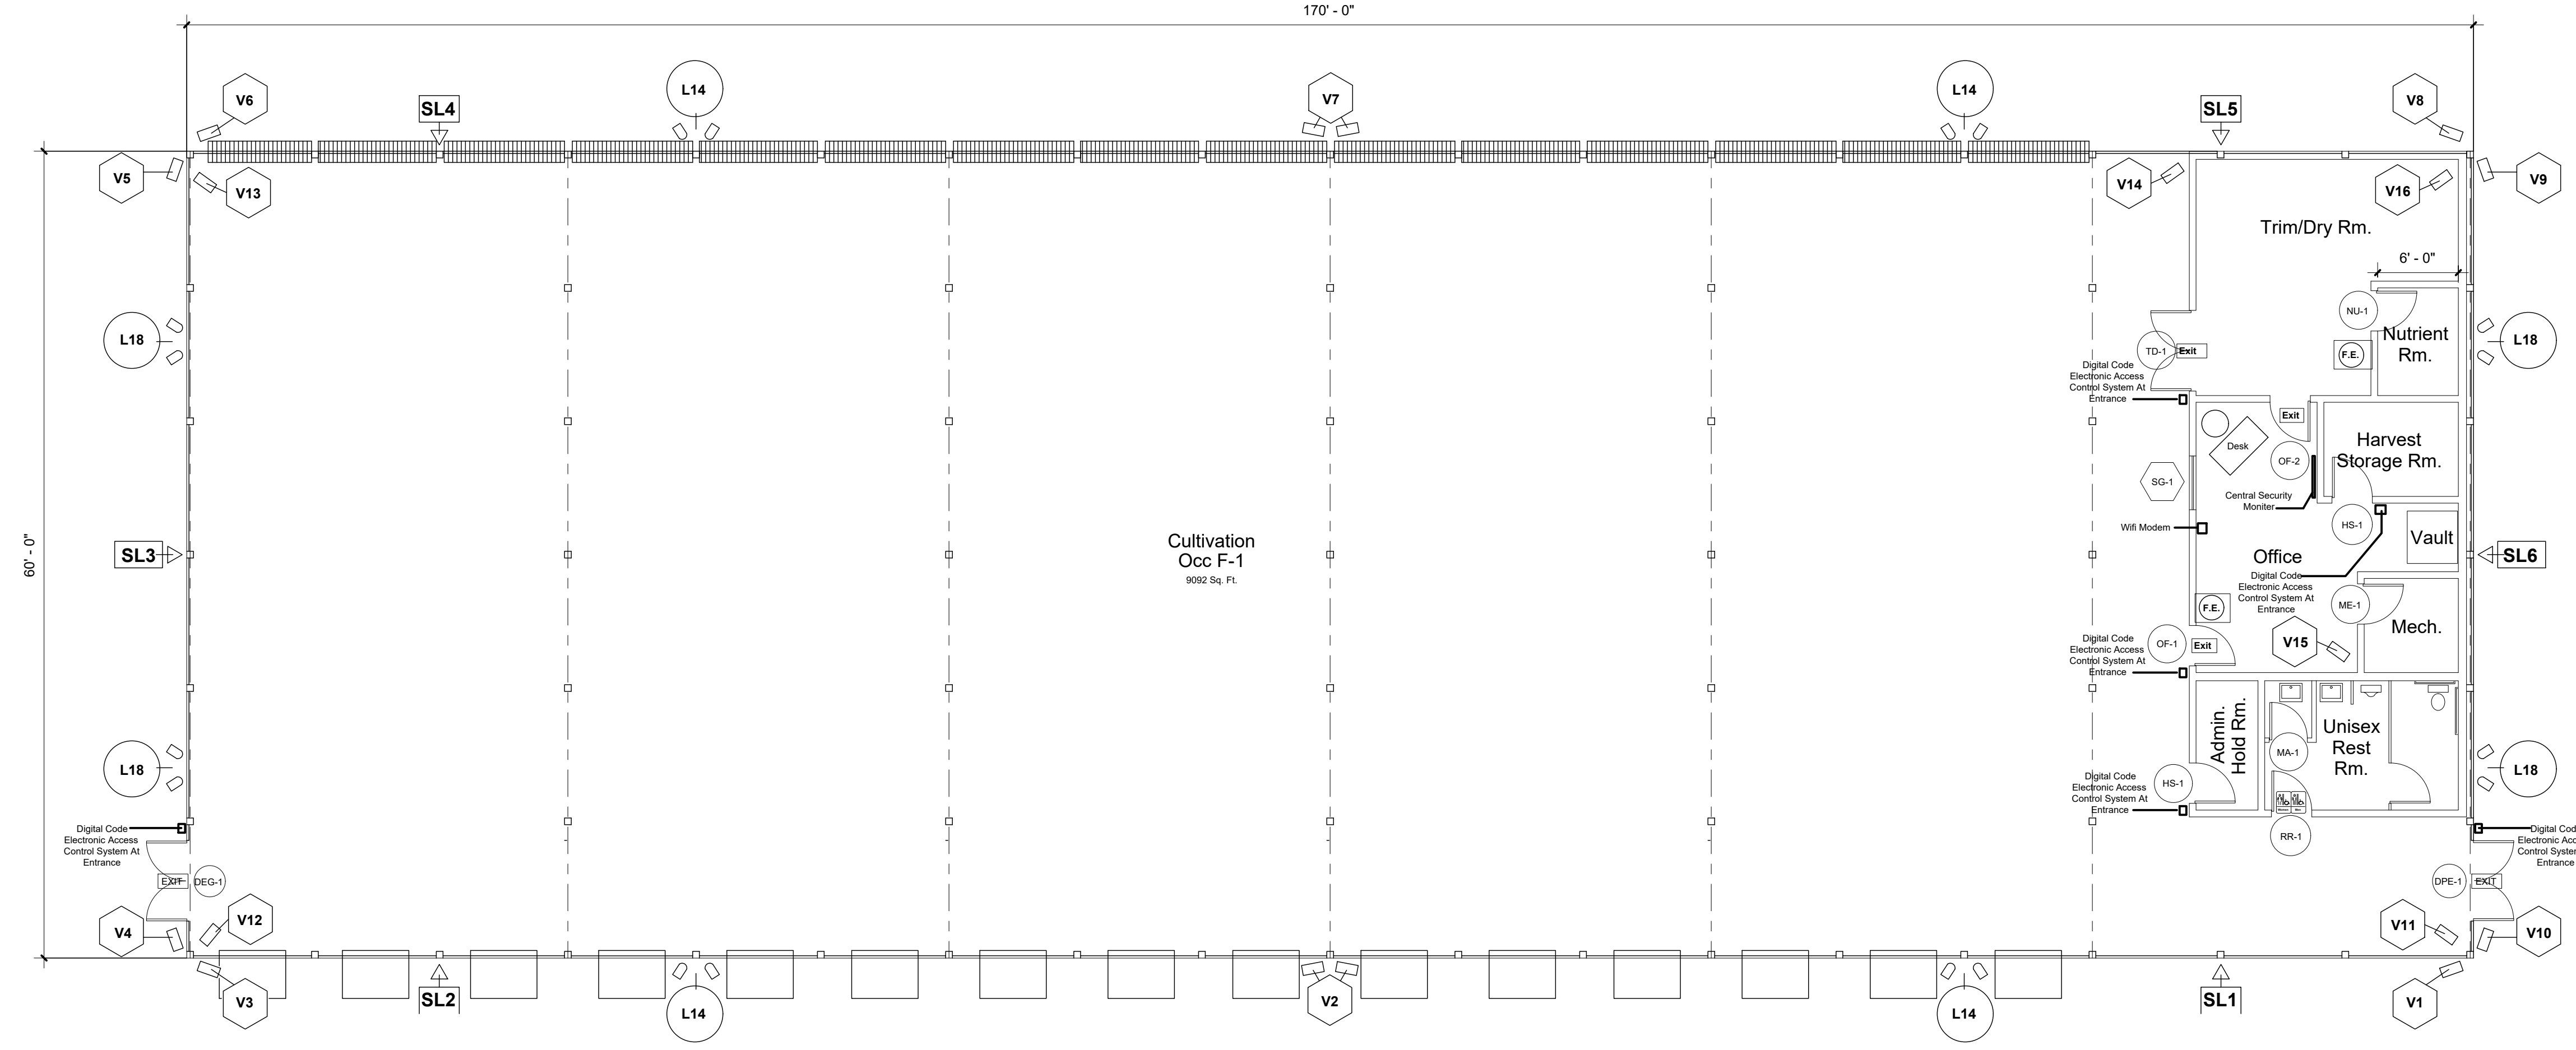 170' - 0"
V6
SL4
L14
V7
L14
SL5
V8
V5
V13
V14
V16
V9
Trim/Dry Rm.
6' - 0"
L18
NU-1
Nutrient
Rm.
L18
TD-1
Exit
F.E.
Digital Code
Electronic Access
Control System At
Entrance
Exit
Desk
OF-2
Harvest
Storage Rm.
SG-1
Central Security
Moniter
Wifi Modem
HS-1
Vault
60' - 0"
SL3
Cultivation
Occ F-1
9092 Sq. Ft.
Office
SL6
Digital Code
Electronic Access
Control System At
Entrance
F.E.
ME-1
Mech.
Digital Code
Electronic Access
Control System At
Entrance
OF-1
Exit
V15
Admin.
Hold Rm.
Unisex
Rest
Rm.
MA-1
L18
L18
Digital Code
Electronic Access
Control System At
Entrance
HS-1
RR-1
Digital Code
Electronic Access
Control System At
Entrance
Digital Cod
Electronic Acc
Control System
Entrance
EXIT
DEG-1
DPE-1
EXIT
V4
V12
V11
V10
V3
SL2
L14
V2
L14
SL1
V1